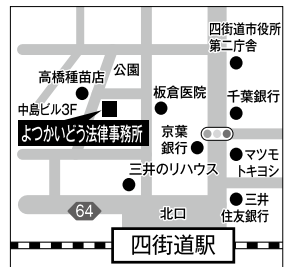 四街道市役所
第二庁舎
公園
高橋種苗店
板倉医院
千葉銀行
中島ビル3F
よつかいどう法律事務所
京葉
銀行
マツモ
トキヨシ
三井のリハウス
三井
住友銀行
64
北口
四街道駅